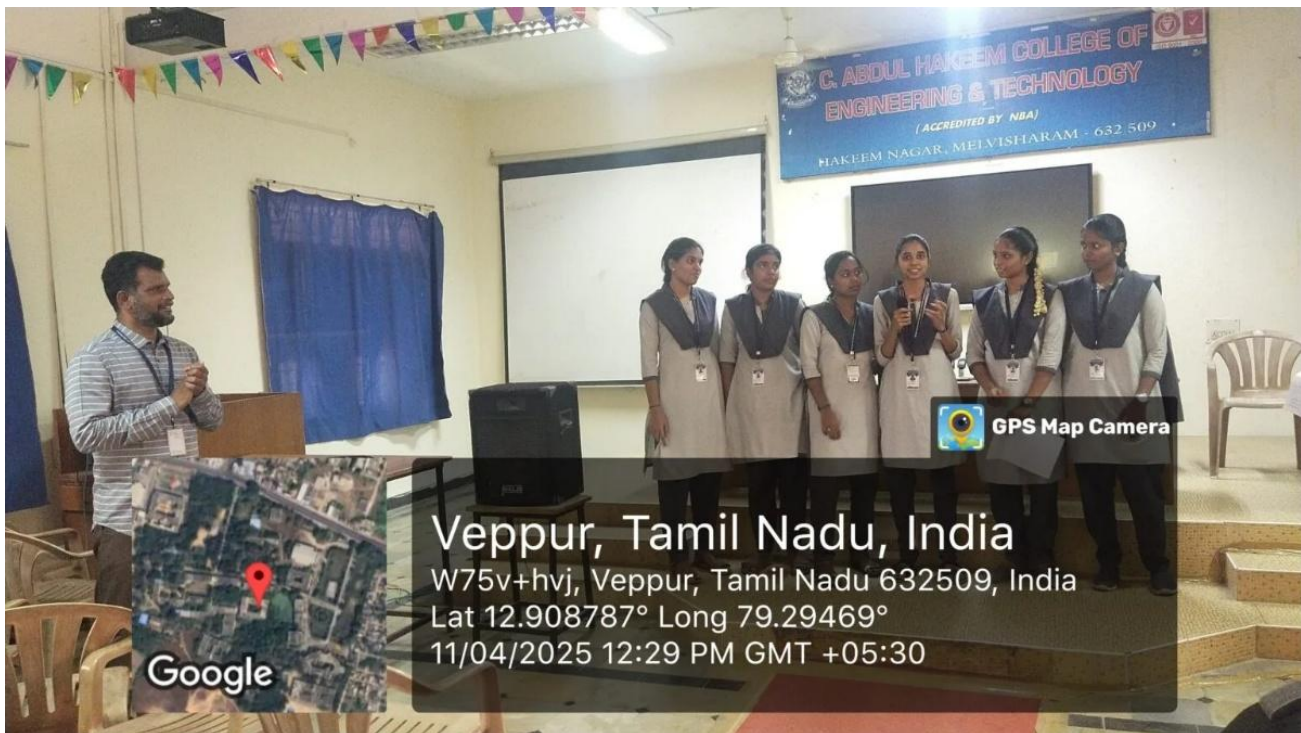 C. ABDUL HAKEEM COLLEGE OF
ENGINEERING & TECHNOLOGY
( ACCREDITED BY NBA)
HAKEEM NAGAR, MELVISHARAM - 632 509
GPS Map Camera
Veppur, Tamil Nadu, India
W75v+hvj, Veppur, Tamil Nadu 632509, India
Lat 12.908787° Long 79.29469°
11/04/2025 12:29 PM GMT +05:30
Google